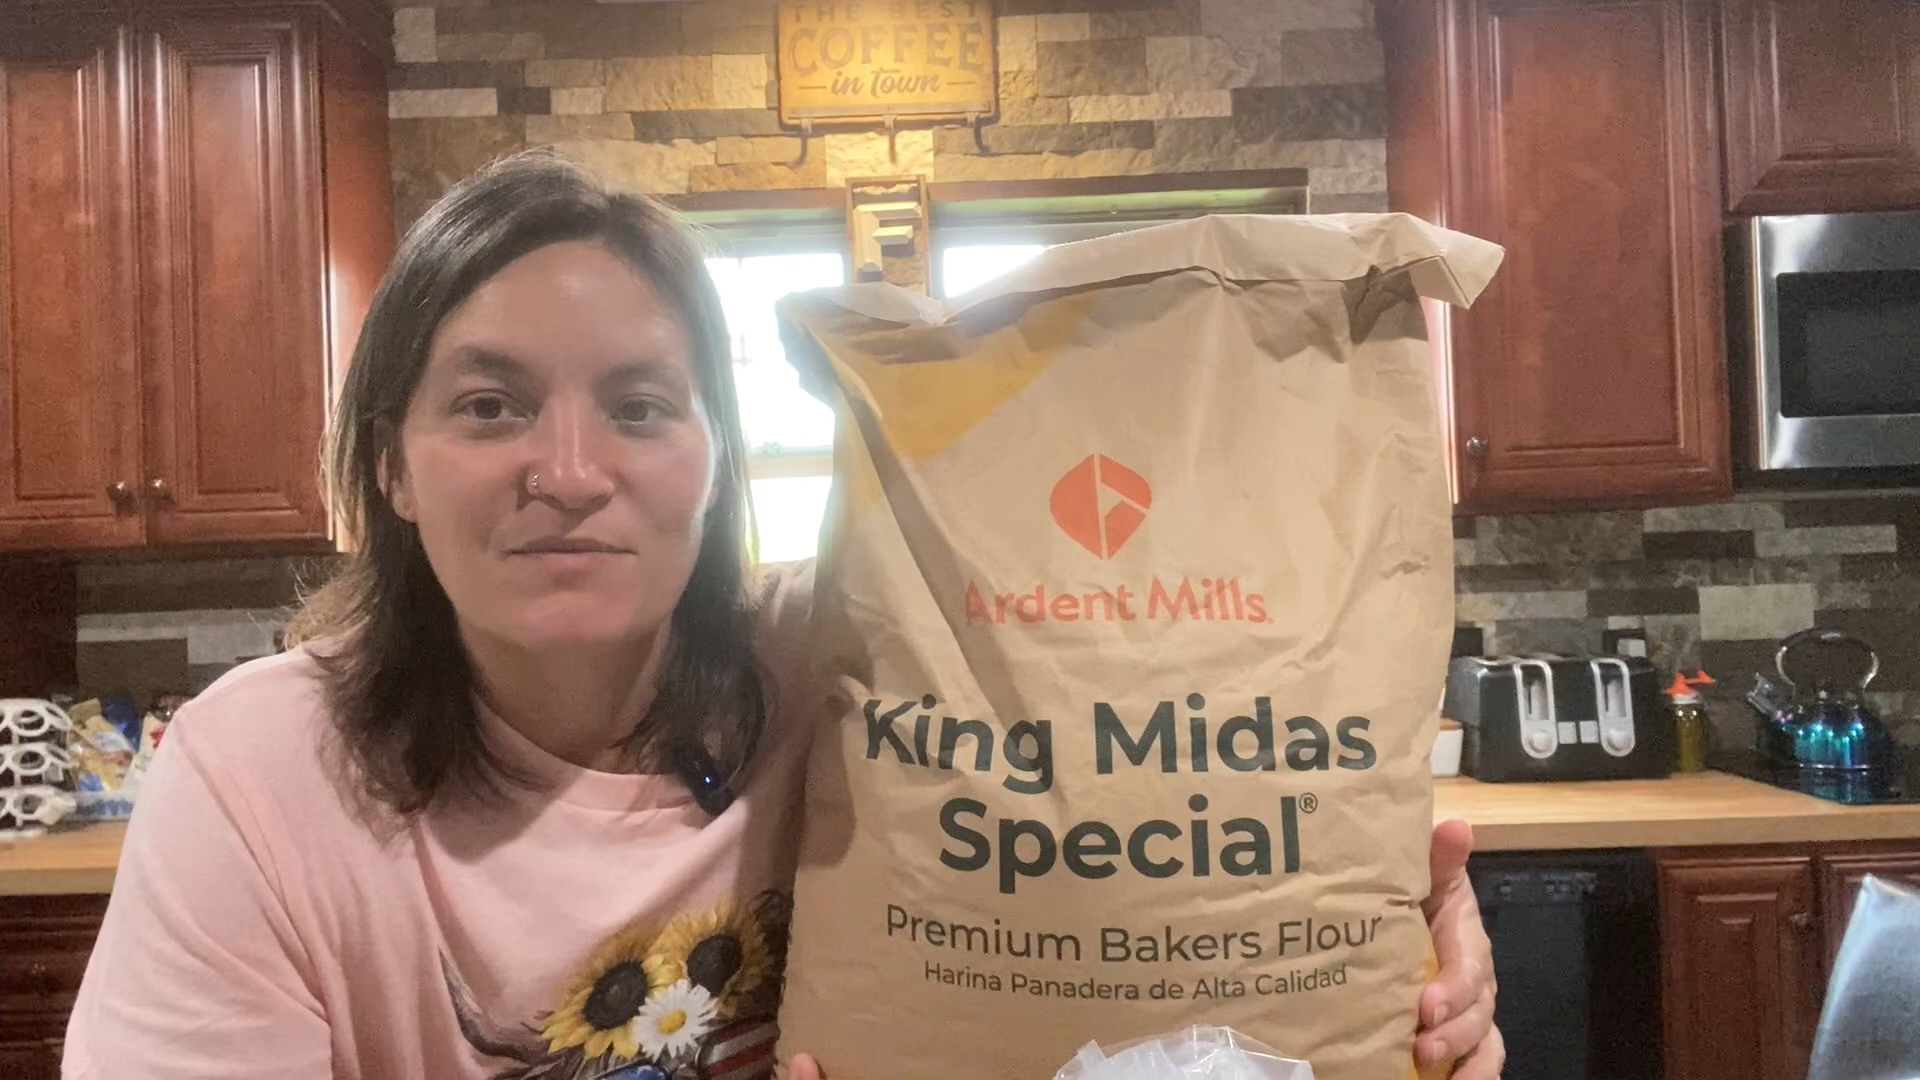 THE BEST
COFFEE
in town
Ardent Mills
King Midas
Special®
Premium Bakers Flour
Harina Panadera de Alta Calidad